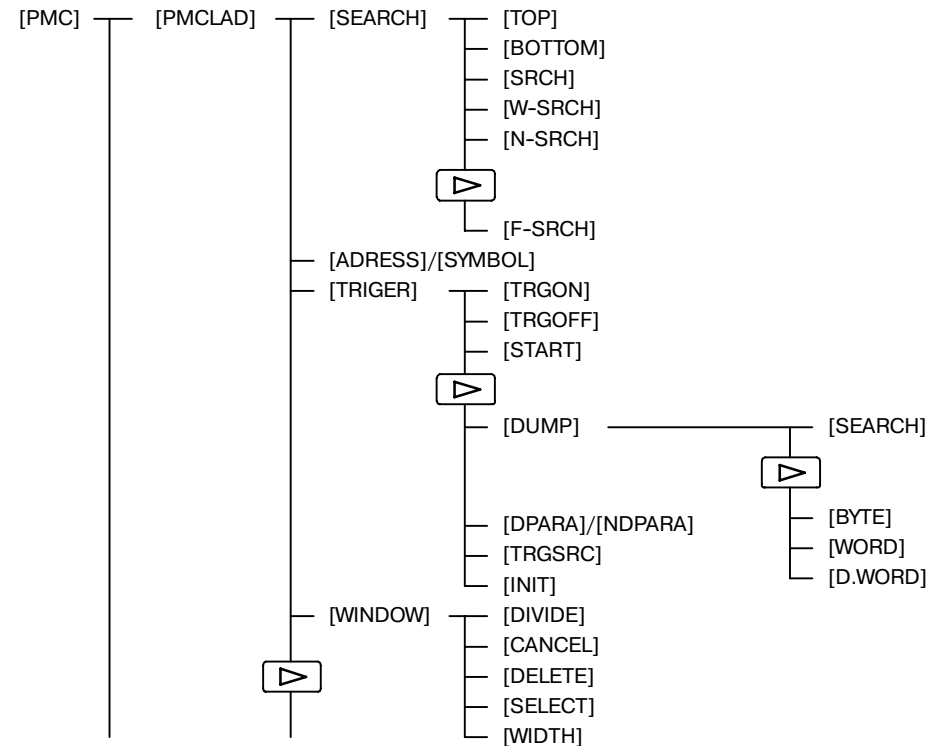 [PMC] [PMCLAD] [SEARCH] [TOP]
[BOTTOM]
[SRCH]
[W-SRCH]
[N-SRCH]
[F-SRCH]
[ADRESS]/[SYMBOL]
[TRIGER] [TRGON]
[TRGOFF]
[START]
[DUMP] [SEARCH]
[BYTE]
[DPARA]/[NDPARA]
[WORD]
[TRGSRC]
[D.WORD]
[INIT]
[WINDOW] [DIVIDE]
[CANCEL]
[DELETE]
[SELECT]
[WIDTH]